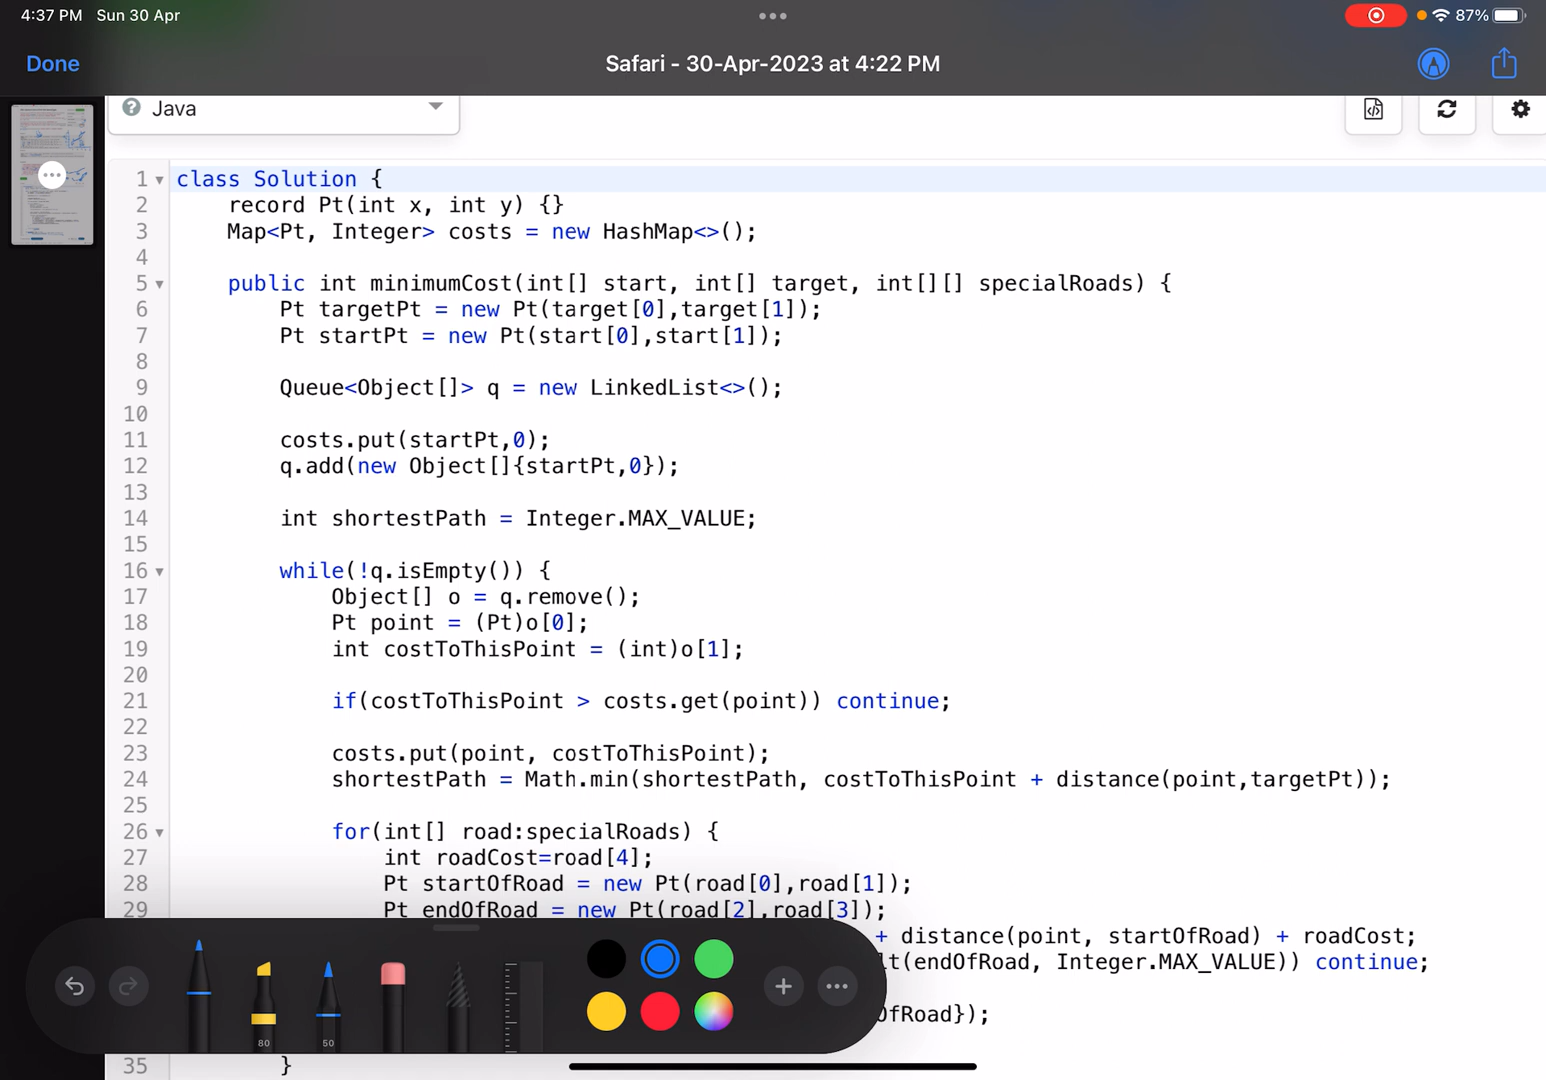 4:37 PM Sun 30 Apr
87%
Done
Safari - 30-Apr-2023 at 4:22 PM
Java
1 class Solution {
2 record Pt(int x, int y) {}
3 Map<Pt, Integer> costs = new HashMap<>();
4
5 public int minimumCost(int[] start, int[] target, int[][] specialRoads) {
6 Pt targetPt = new Pt(target[0],target[1]);
7 Pt startPt = new Pt(start[0],start[1]);
8
9 Queue<Object[]> q = new LinkedList<>();
10
11 costs.put(startPt,0);
12 q.add(new Object[]{startPt,0});
13
14 int shortestPath = Integer.MAX_VALUE;
15
16 while(!q.isEmpty()) {
17 Object[] o = q.remove();
18 Pt point = (Pt)o[0];
19 int costToThisPoint = (int)o[1];
20
21 if(costToThisPoint > costs.get(point)) continue;
22
23 costs.put(point, costToThisPoint);
24 shortestPath = Math.min(shortestPath, costToThisPoint + distance(point,targetPt));
25
26 for(int[] road:specialRoads) {
27 int roadCost=road[4];
28 Pt startOfRoad = new Pt(road[0],road[1]);
29 Pt endOfRoad = new Pt(road[2],road[3]);
+ distance(point, startOfRoad) + roadCost;
lt(endOfRoad, Integer.MAX_VALUE)) continue;
OfRoad});
35 }
80
50